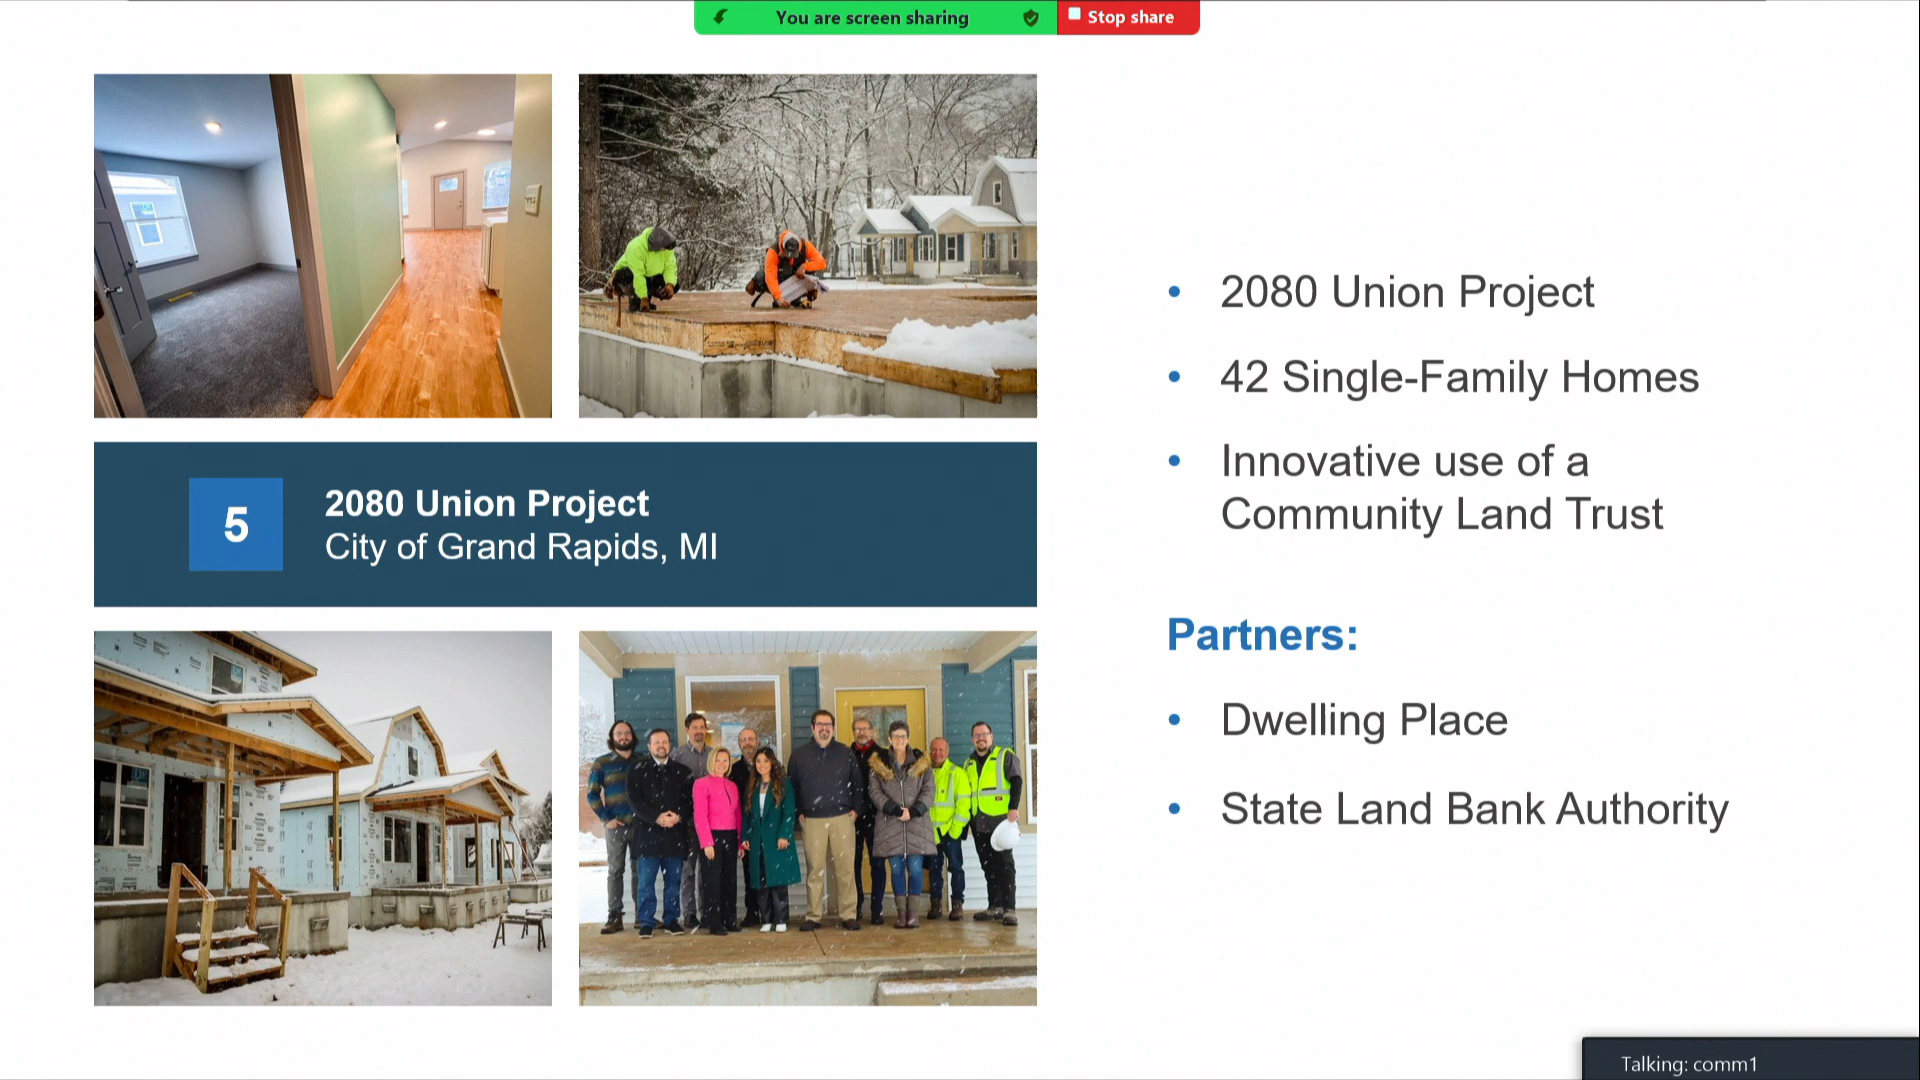 You are screen sharing
Stop share
5
2080 Union Project
City of Grand Rapids, MI
• 2080 Union Project
• 42 Single-Family Homes
• Innovative use of a
Community Land Trust
Partners:
• Dwelling Place
• State Land Bank Authority
Talking: comm1